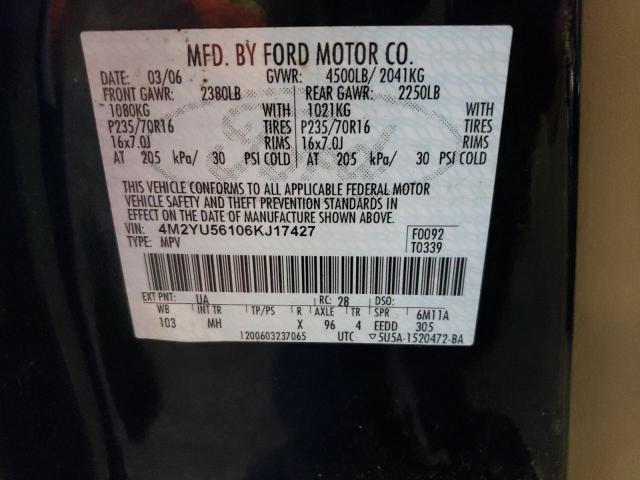 MFD. BY FORD MOTOR CO.
DATE: 03/06 GVWR: 4500LB/ 2041KG
FRONT GAWR: 2380LB REAR GAWR: 2250LB
1080KG WITH 1021KG WITH
P235/70R16 TIRES P235/70R16 TIRES
16x7.0J RIMS 16x7.0J RIMS
AT 205 kPa/ 30 PSI COLD AT 205 kPa/ 30 PSI COLD
THIS VEHICLE CONFORMS TO ALL APPLICABLE FEDERAL MOTOR
VEHICLE SAFETY AND THEFT PREVENTION STANDARDS IN
EFFECT ON THE DATE OF MANUFACTURE SHOWN ABOVE.
VIN: 4M2YU56106KJ17427 F0092
TYPE: MPV T0339
EXT PNT: UA RC: 28 DSO:
WB INT TR TP/PS R AXLE TR SPR 6M11A
103 MH X 96 4 EEDD 305
1200603237065 UTC ▽5U5A-1520472-BA
Ford